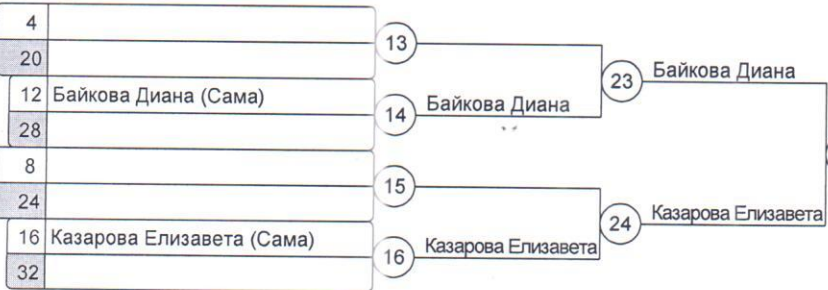 4
20
13
12 Байкова Диана (Сама)
28
14 Байкова Диана
23 Байкова Диана
8
24
15
16 Казарова Елизавета (Сама)
32
16 Казарова Елизавета
24 Казарова Елизавета